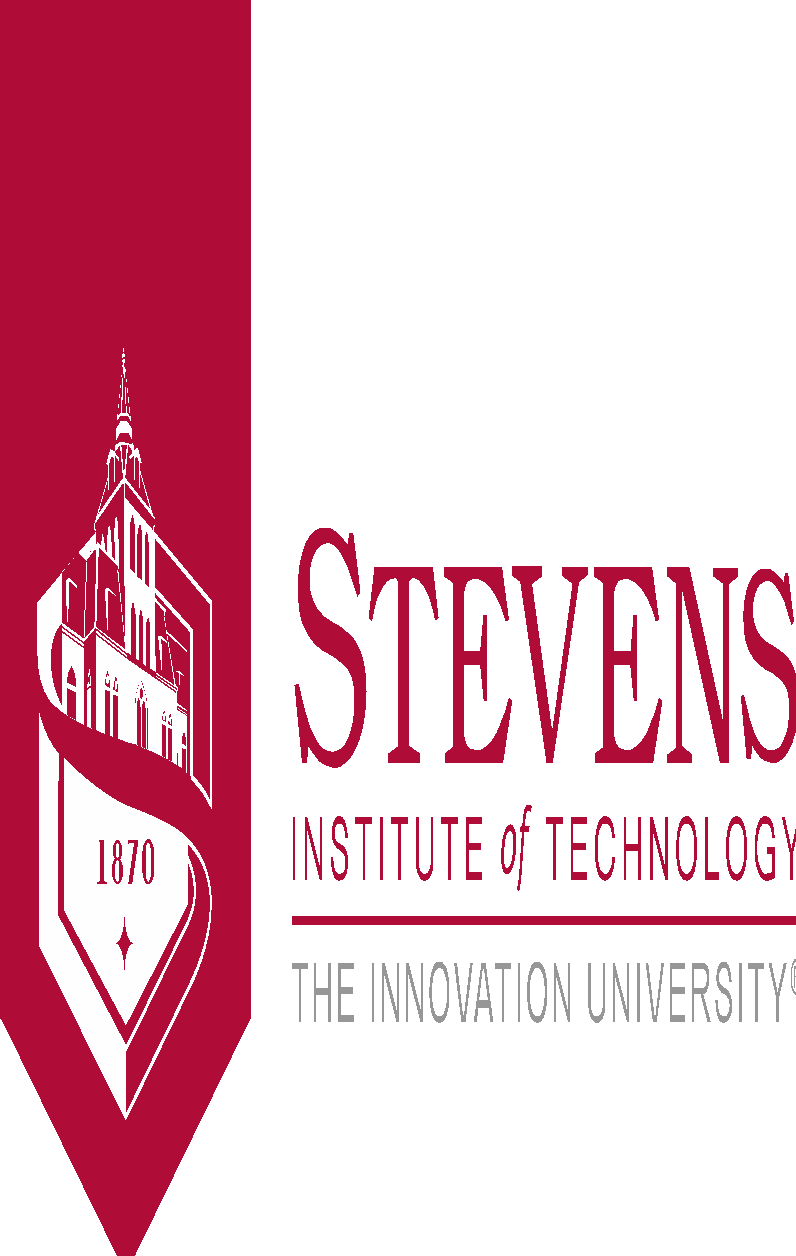 1870
STEVENS
INSTITUTE of TECHNOLOGY
THE INNOVATION UNIVERSITY®